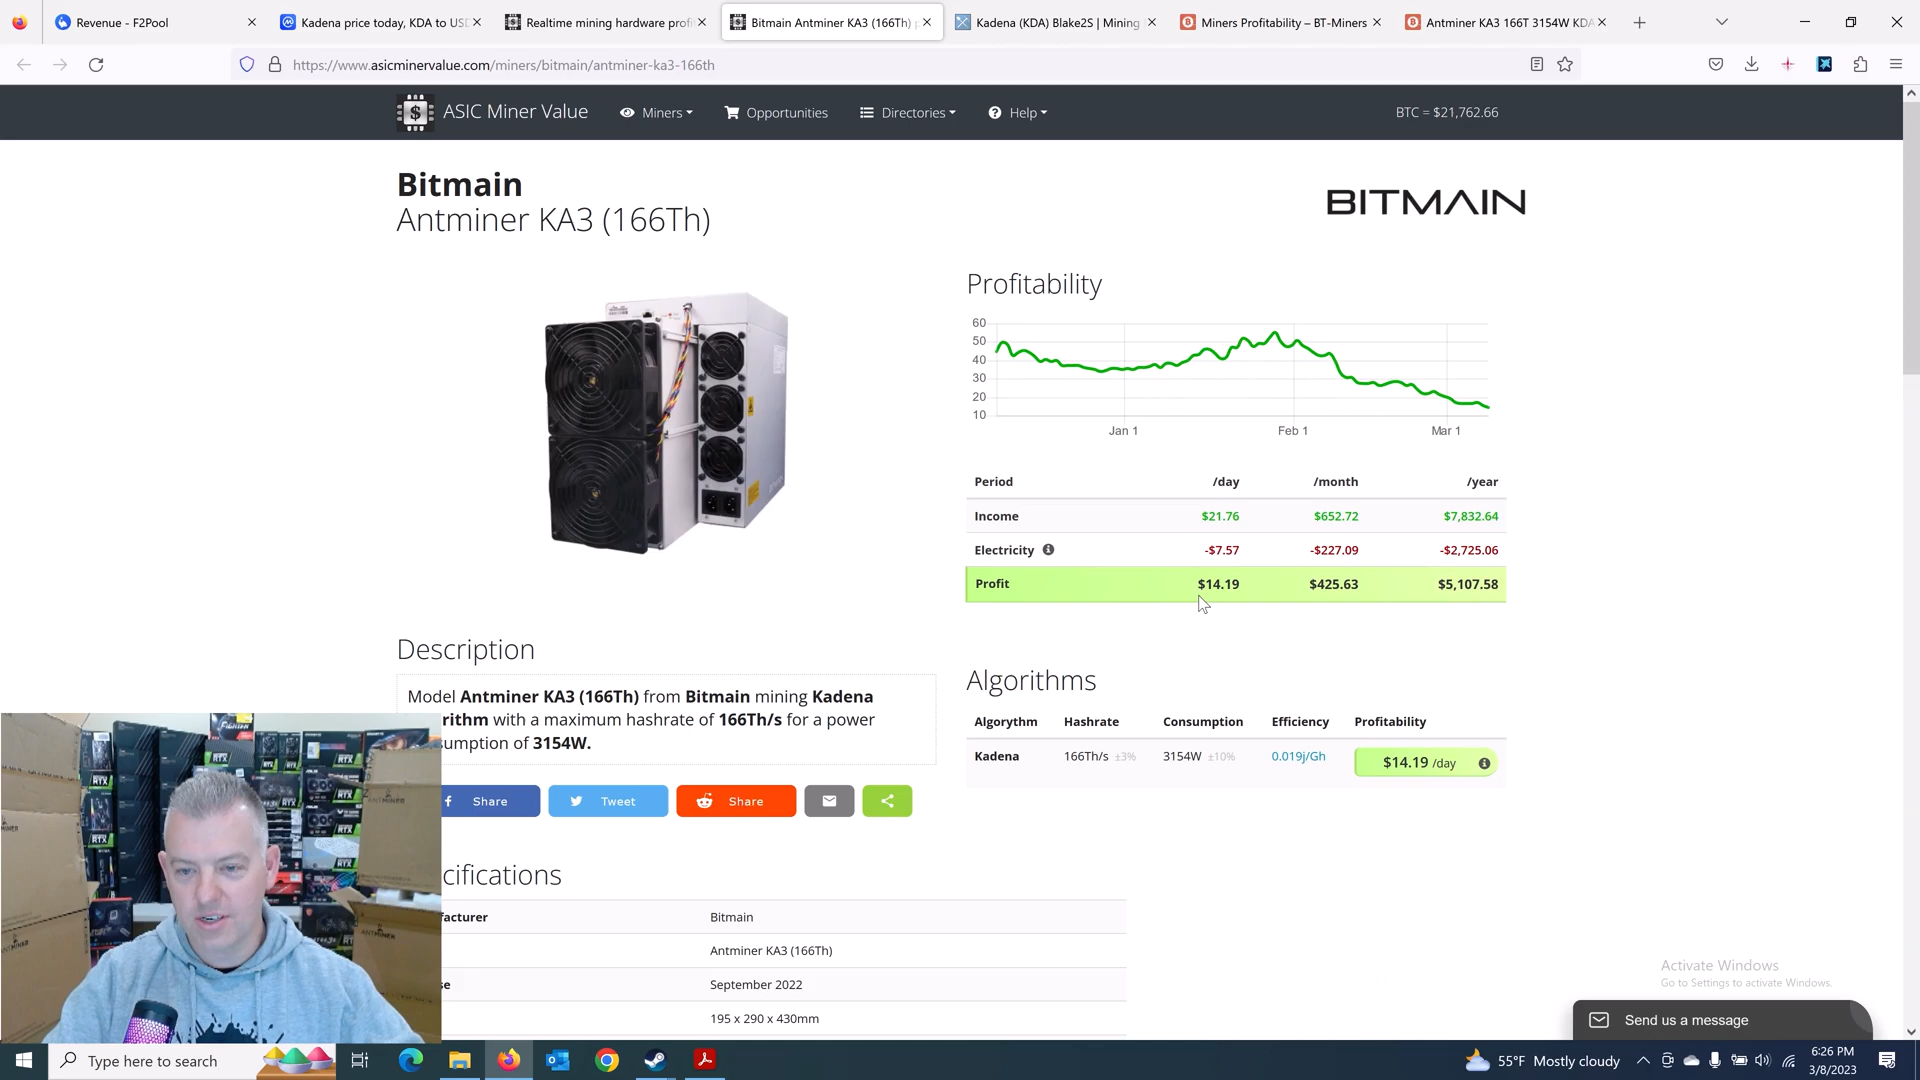 Revenue - F2Pool
Kadena price today, KDA to USD
Realtime mining hardware profi
Bitmain Antminer KA3 (166Th) p
Kadena (KDA) Blake2S | Mining
Miners Profitability – BT-Miners
Antminer KA3 166T 3154W KDA
https://www.asicminervalue.com/miners/bitmain/antminer-ka3-166th
ASIC Miner Value
Miners
Opportunities
Directories
Help
BTC = $21,762.66
Bitmain
Antminer KA3 (166Th)
BITMAIN
Profitability
60
50
40
30
20
10
Jan 1
Feb 1
Mar 1
Period /day /month /year
Income $21.76 $652.72 $7,832.64
Electricity -$7.57 -$227.09 -$2,725.06
Profit $14.19 $425.63 $5,107.58
Description
Model Antminer KA3 (166Th) from Bitmain mining Kadena
rithm with a maximum hashrate of 166Th/s for a power
sumption of 3154W.
Share
Tweet
Share
Algorithms
Algorythm Hashrate Consumption Efficiency Profitability
Kadena 166Th/s ±3% 3154W ±10% 0.019j/Gh $14.19 /day
cifications
facturer Bitmain
Antminer KA3 (166Th)
se September 2022
195 x 290 x 430mm
Activate Windows
Go to Settings to activate Windows.
Send us a message
RTX
RTX
RTX
ANTMINER
Type here to search
55°F Mostly cloudy
6:26 PM
3/8/2023